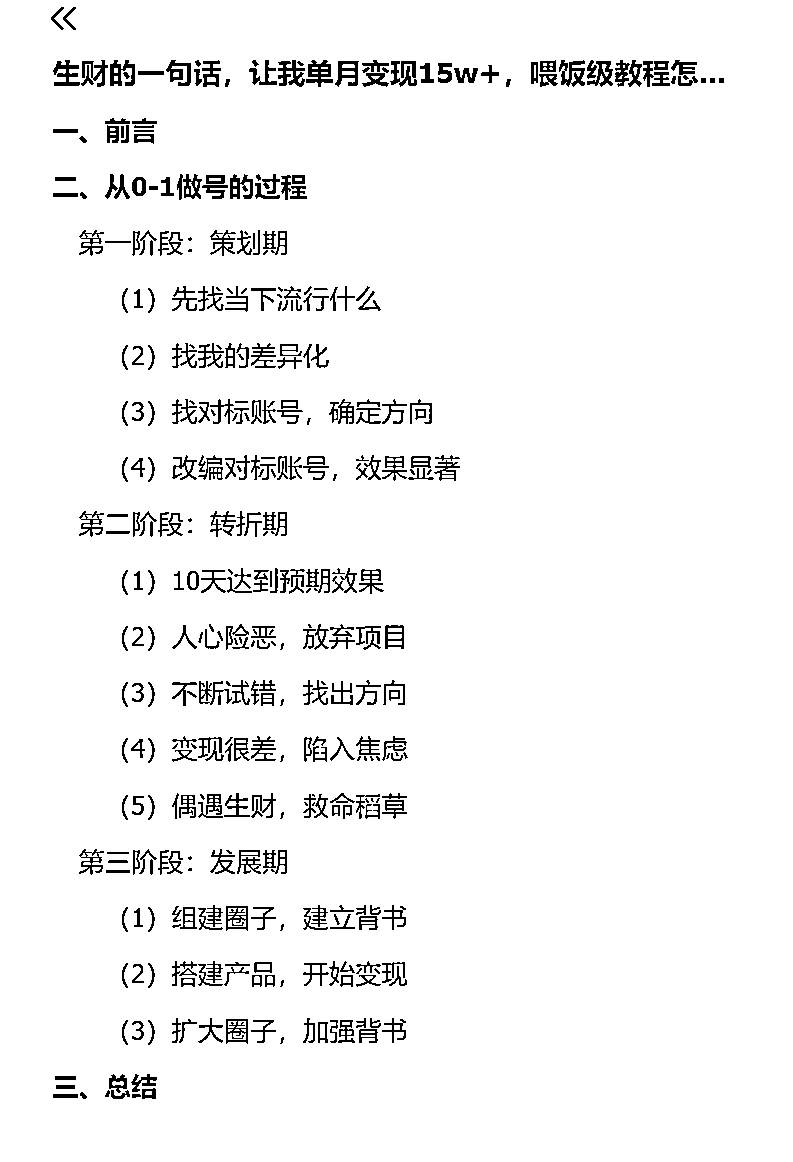 生财的一句话，让我单月变现15w+，喂饭级教程怎...
一、前言
二、从0-1做号的过程
第一阶段：策划期
（1）先找当下流行什么
（2）找我的差异化
（3）找对标账号，确定方向
（4）改编对标账号，效果显著
第二阶段：转折期
（1）10天达到预期效果
（2）人心险恶，放弃项目
（3）不断试错，找出方向
（4）变现很差，陷入焦虑
（5）偶遇生财，救命稻草
第三阶段：发展期
（1）组建圈子，建立背书
（2）搭建产品，开始变现
（3）扩大圈子，加强背书
三、总结